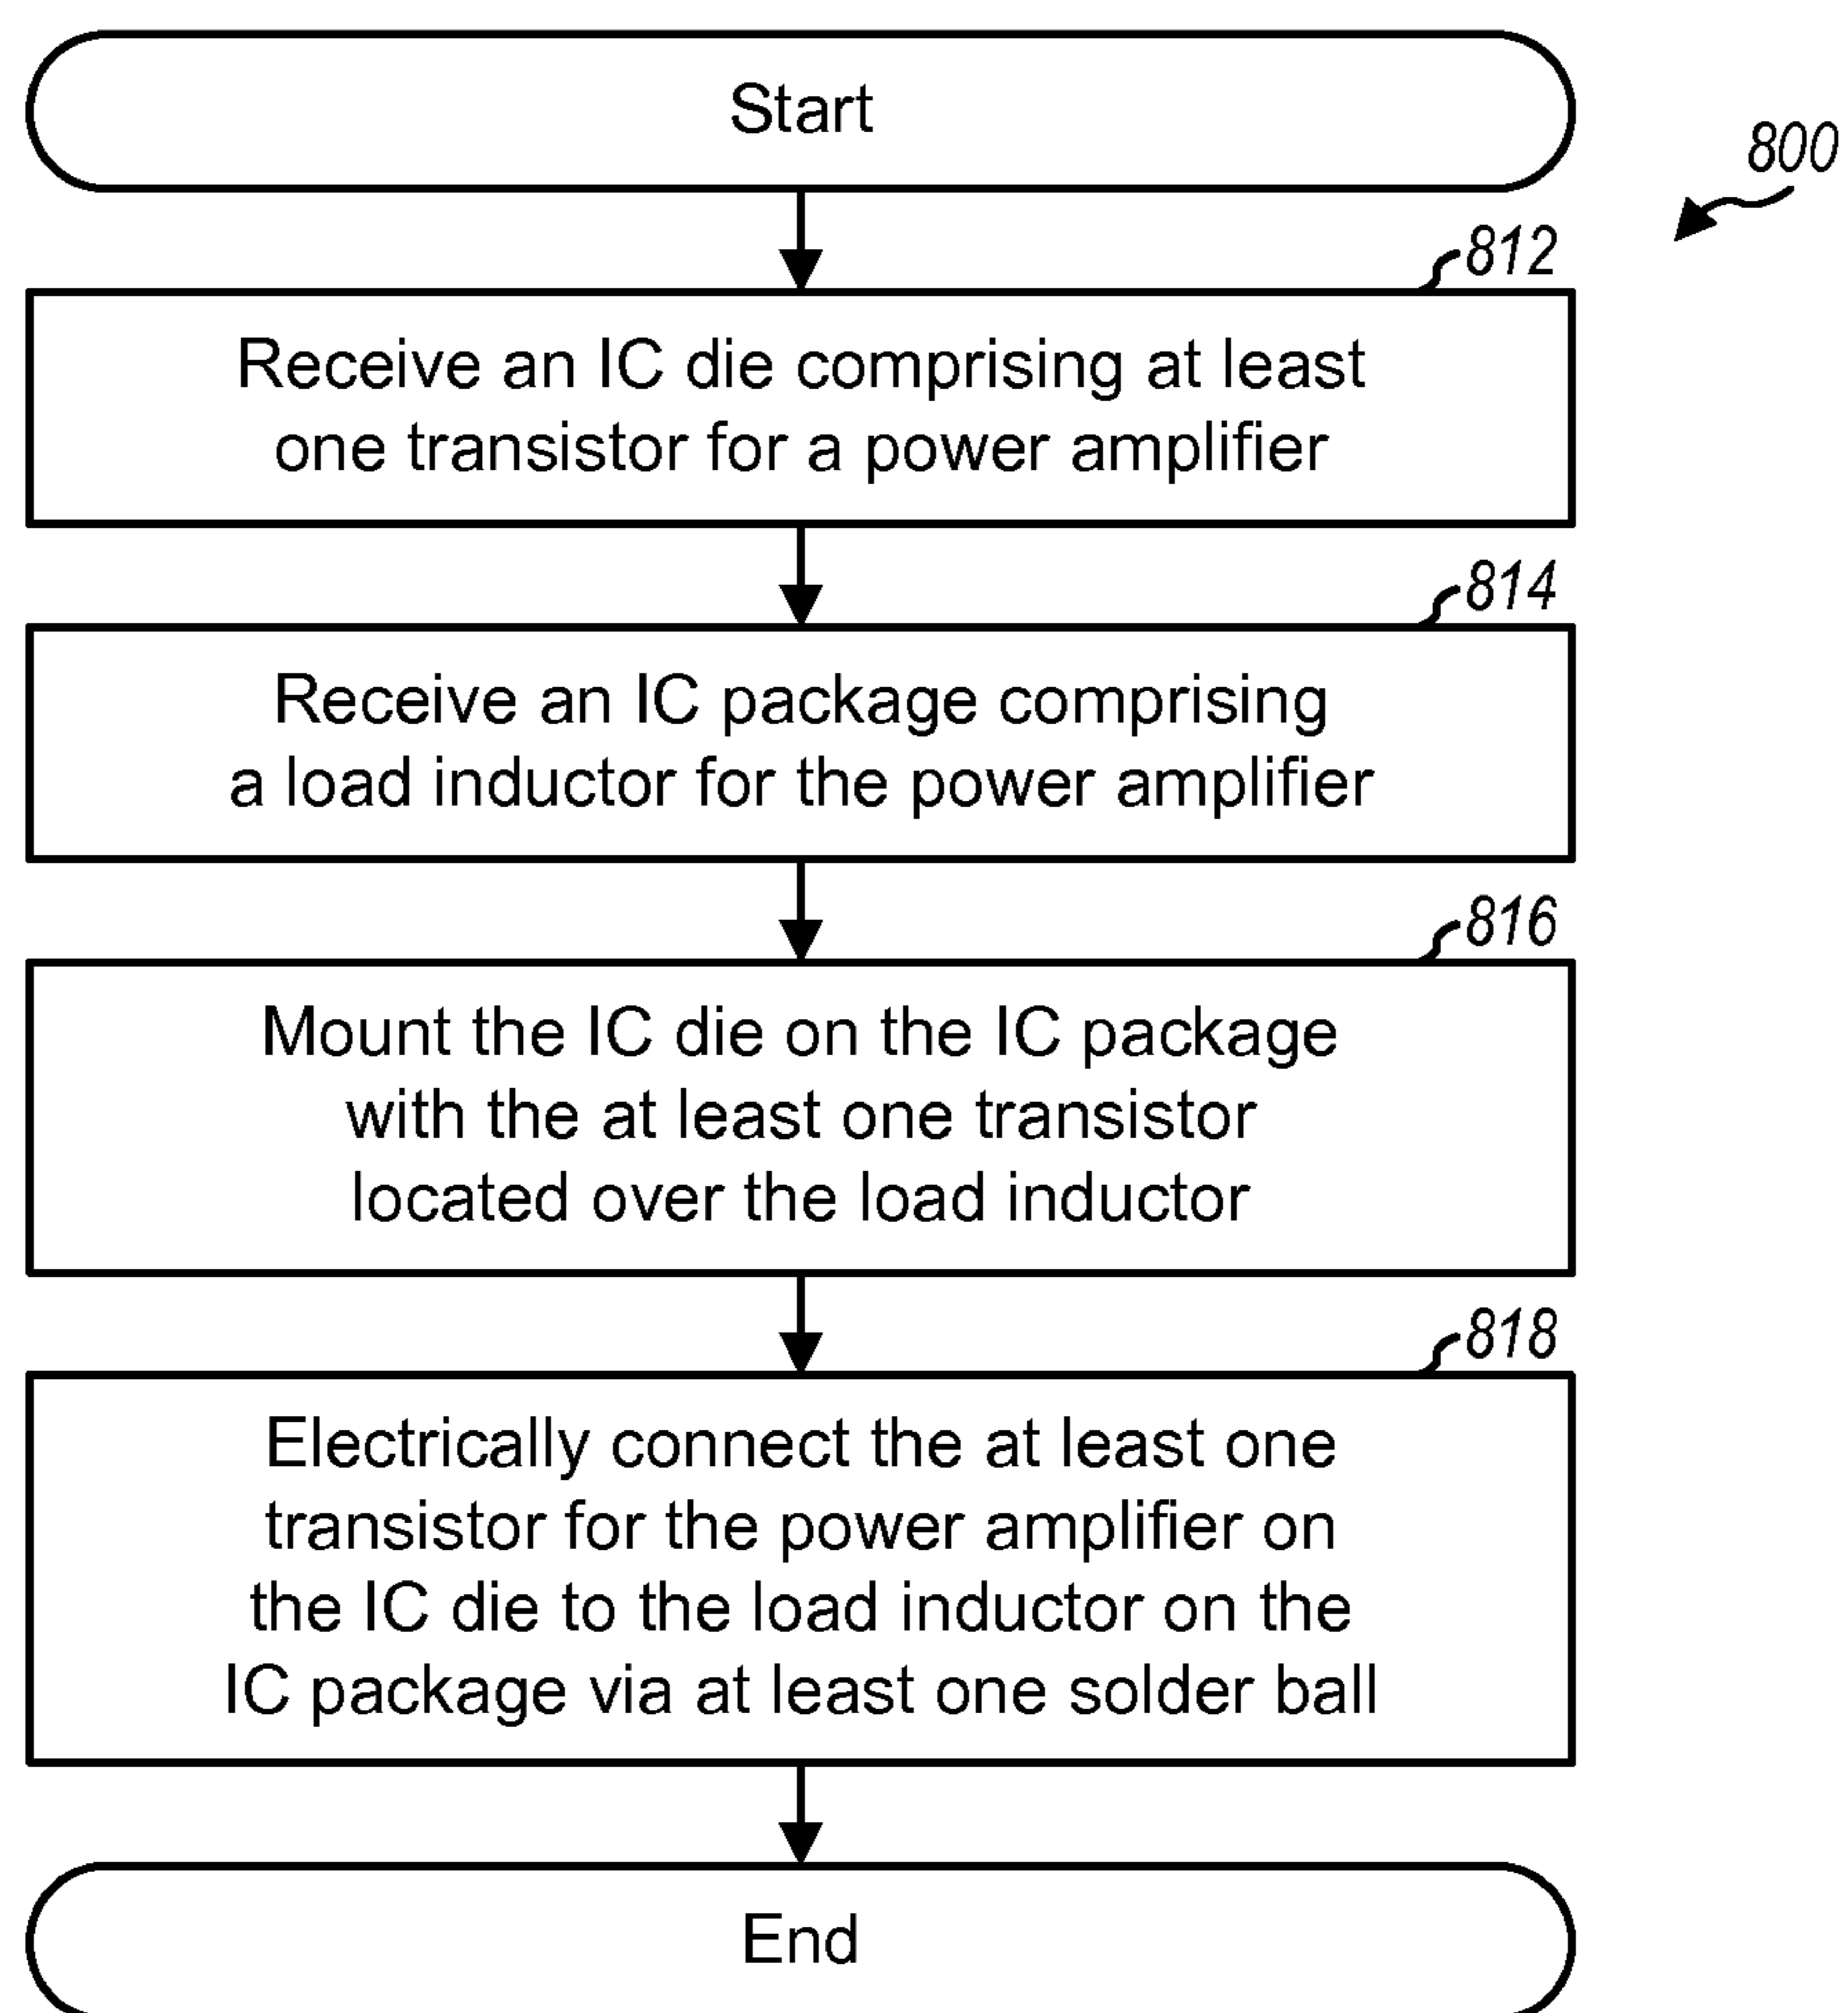 Start
800
812
Receive an IC die comprising at least
one transistor for a power amplifier
814
Receive an IC package comprising
a load inductor for the power amplifier
816
Mount the IC die on the IC package
with the at least one transistor
located over the load inductor
818
Electrically connect the at least one
transistor for the power amplifier on
the IC die to the load inductor on the
IC package via at least one solder ball
End